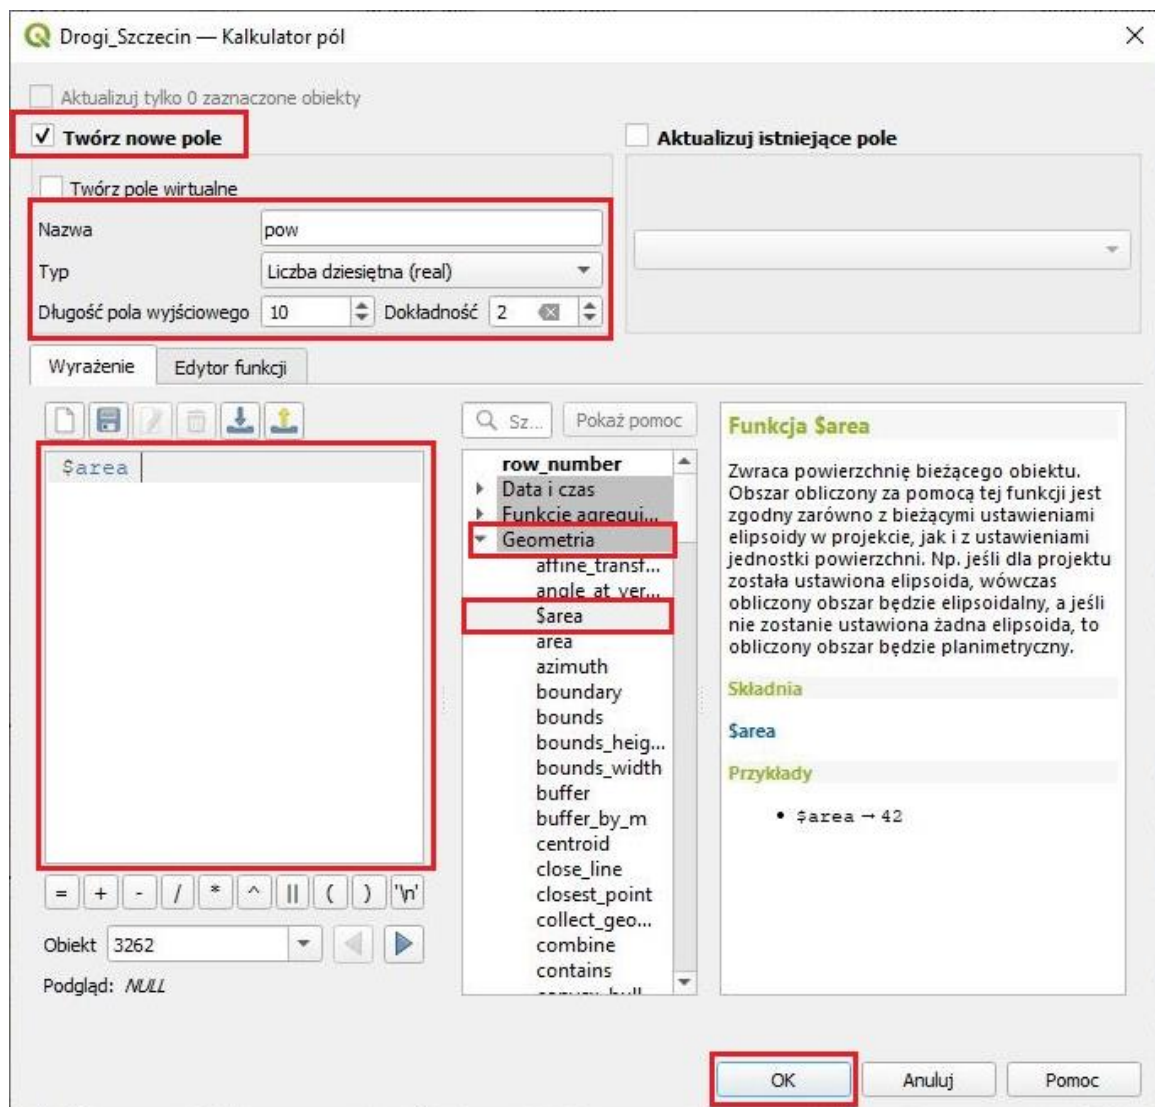 Drogi_Szczecin — Kalkulator pól
Aktualizuj tylko 0 zaznaczone obiekty
Twórz nowe pole
Aktualizuj istniejące pole
Twórz pole wirtualne
Nazwa pow
Typ Liczba dziesiętna (real)
Długość pola wyjściowego 10 Dokładność 2
Wyrażenie Edytor funkcji
$area
Sz... Pokaż pomoc
row_number
Data i czas
Funkcje agreguj...
Geometria
affine_transf...
angle_at_ver...
$area
area
azimuth
boundary
bounds
bounds_heig...
bounds_width
buffer
buffer_by_m
centroid
close_line
closest_point
collect_geo...
combine
contains
convex_hull
Funkcja $area
Zwraca powierzchnię bieżącego obiektu.
Obszar obliczony za pomocą tej funkcji jest
zgodny zarówno z bieżącymi ustawieniami
elipsoidy w projekcie, jak i z ustawieniami
jednostki powierzchni. Np. jeśli dla projektu
została ustawiona elipsoida, wówczas
obliczony obszar będzie elipsoidalny, a jeśli
nie zostanie ustawiona żadna elipsoida, to
obliczony obszar będzie planimetryczny.
Składnia
$area
Przykłady
• $area → 42
= + - / * ^ || ( ) '\n'
Obiekt 3262
Podgląd: NULL
OK Anuluj Pomoc